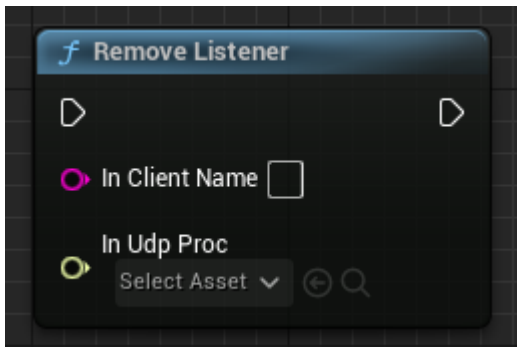 f Remove Listener
In Client Name
In Udp Proc
Select Asset